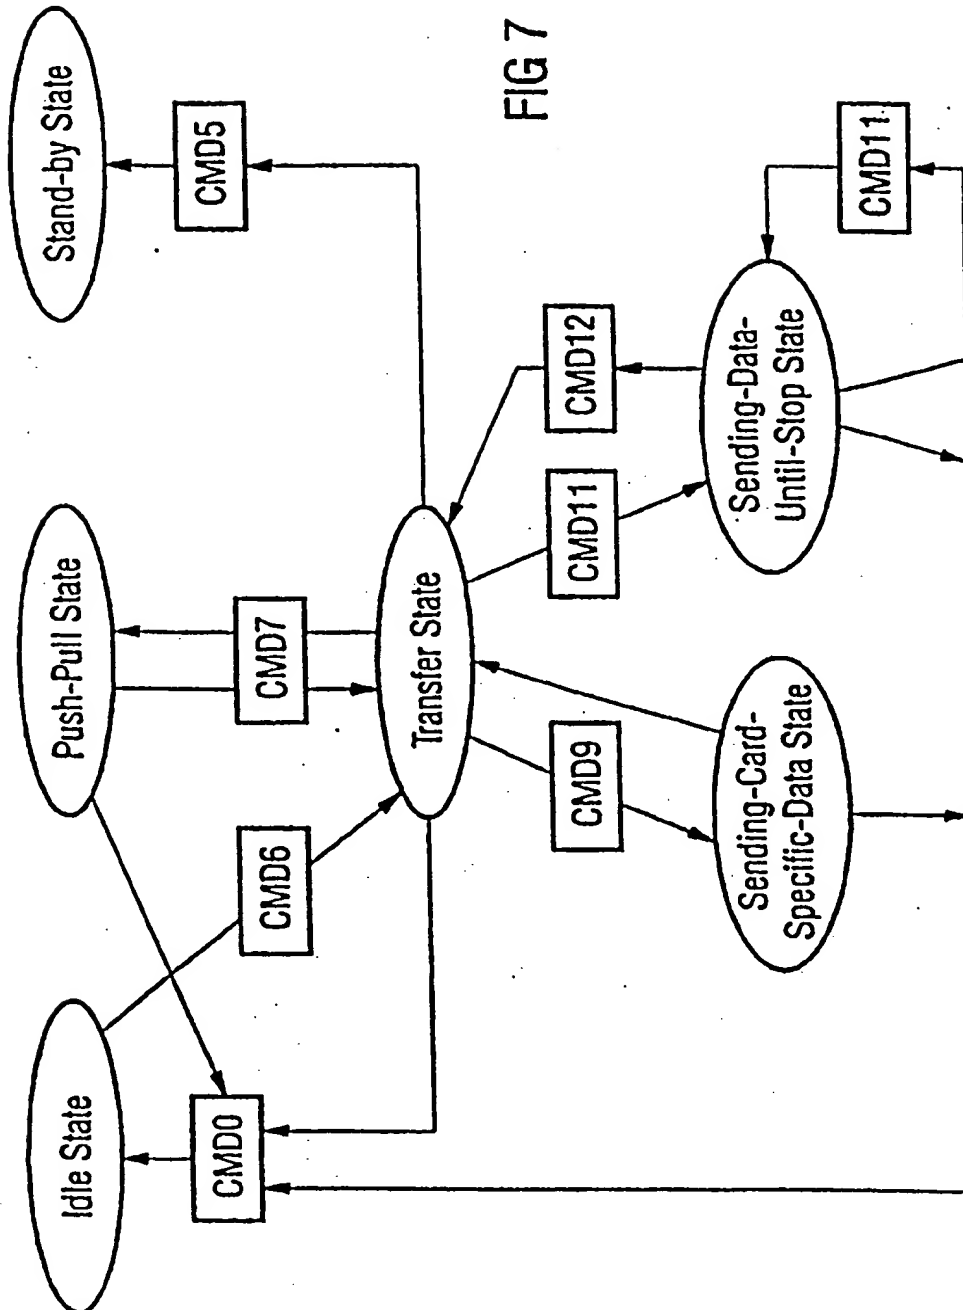 Idle State
Push-Pull State
Stand-by State
CMD0
CMD5
CMD6
CMD7
Transfer State
FIG 7
CMD9
CMD11
CMD12
Sending-Card-
Specific-Data State
Sending-Data-
Until-Stop State
CMD11